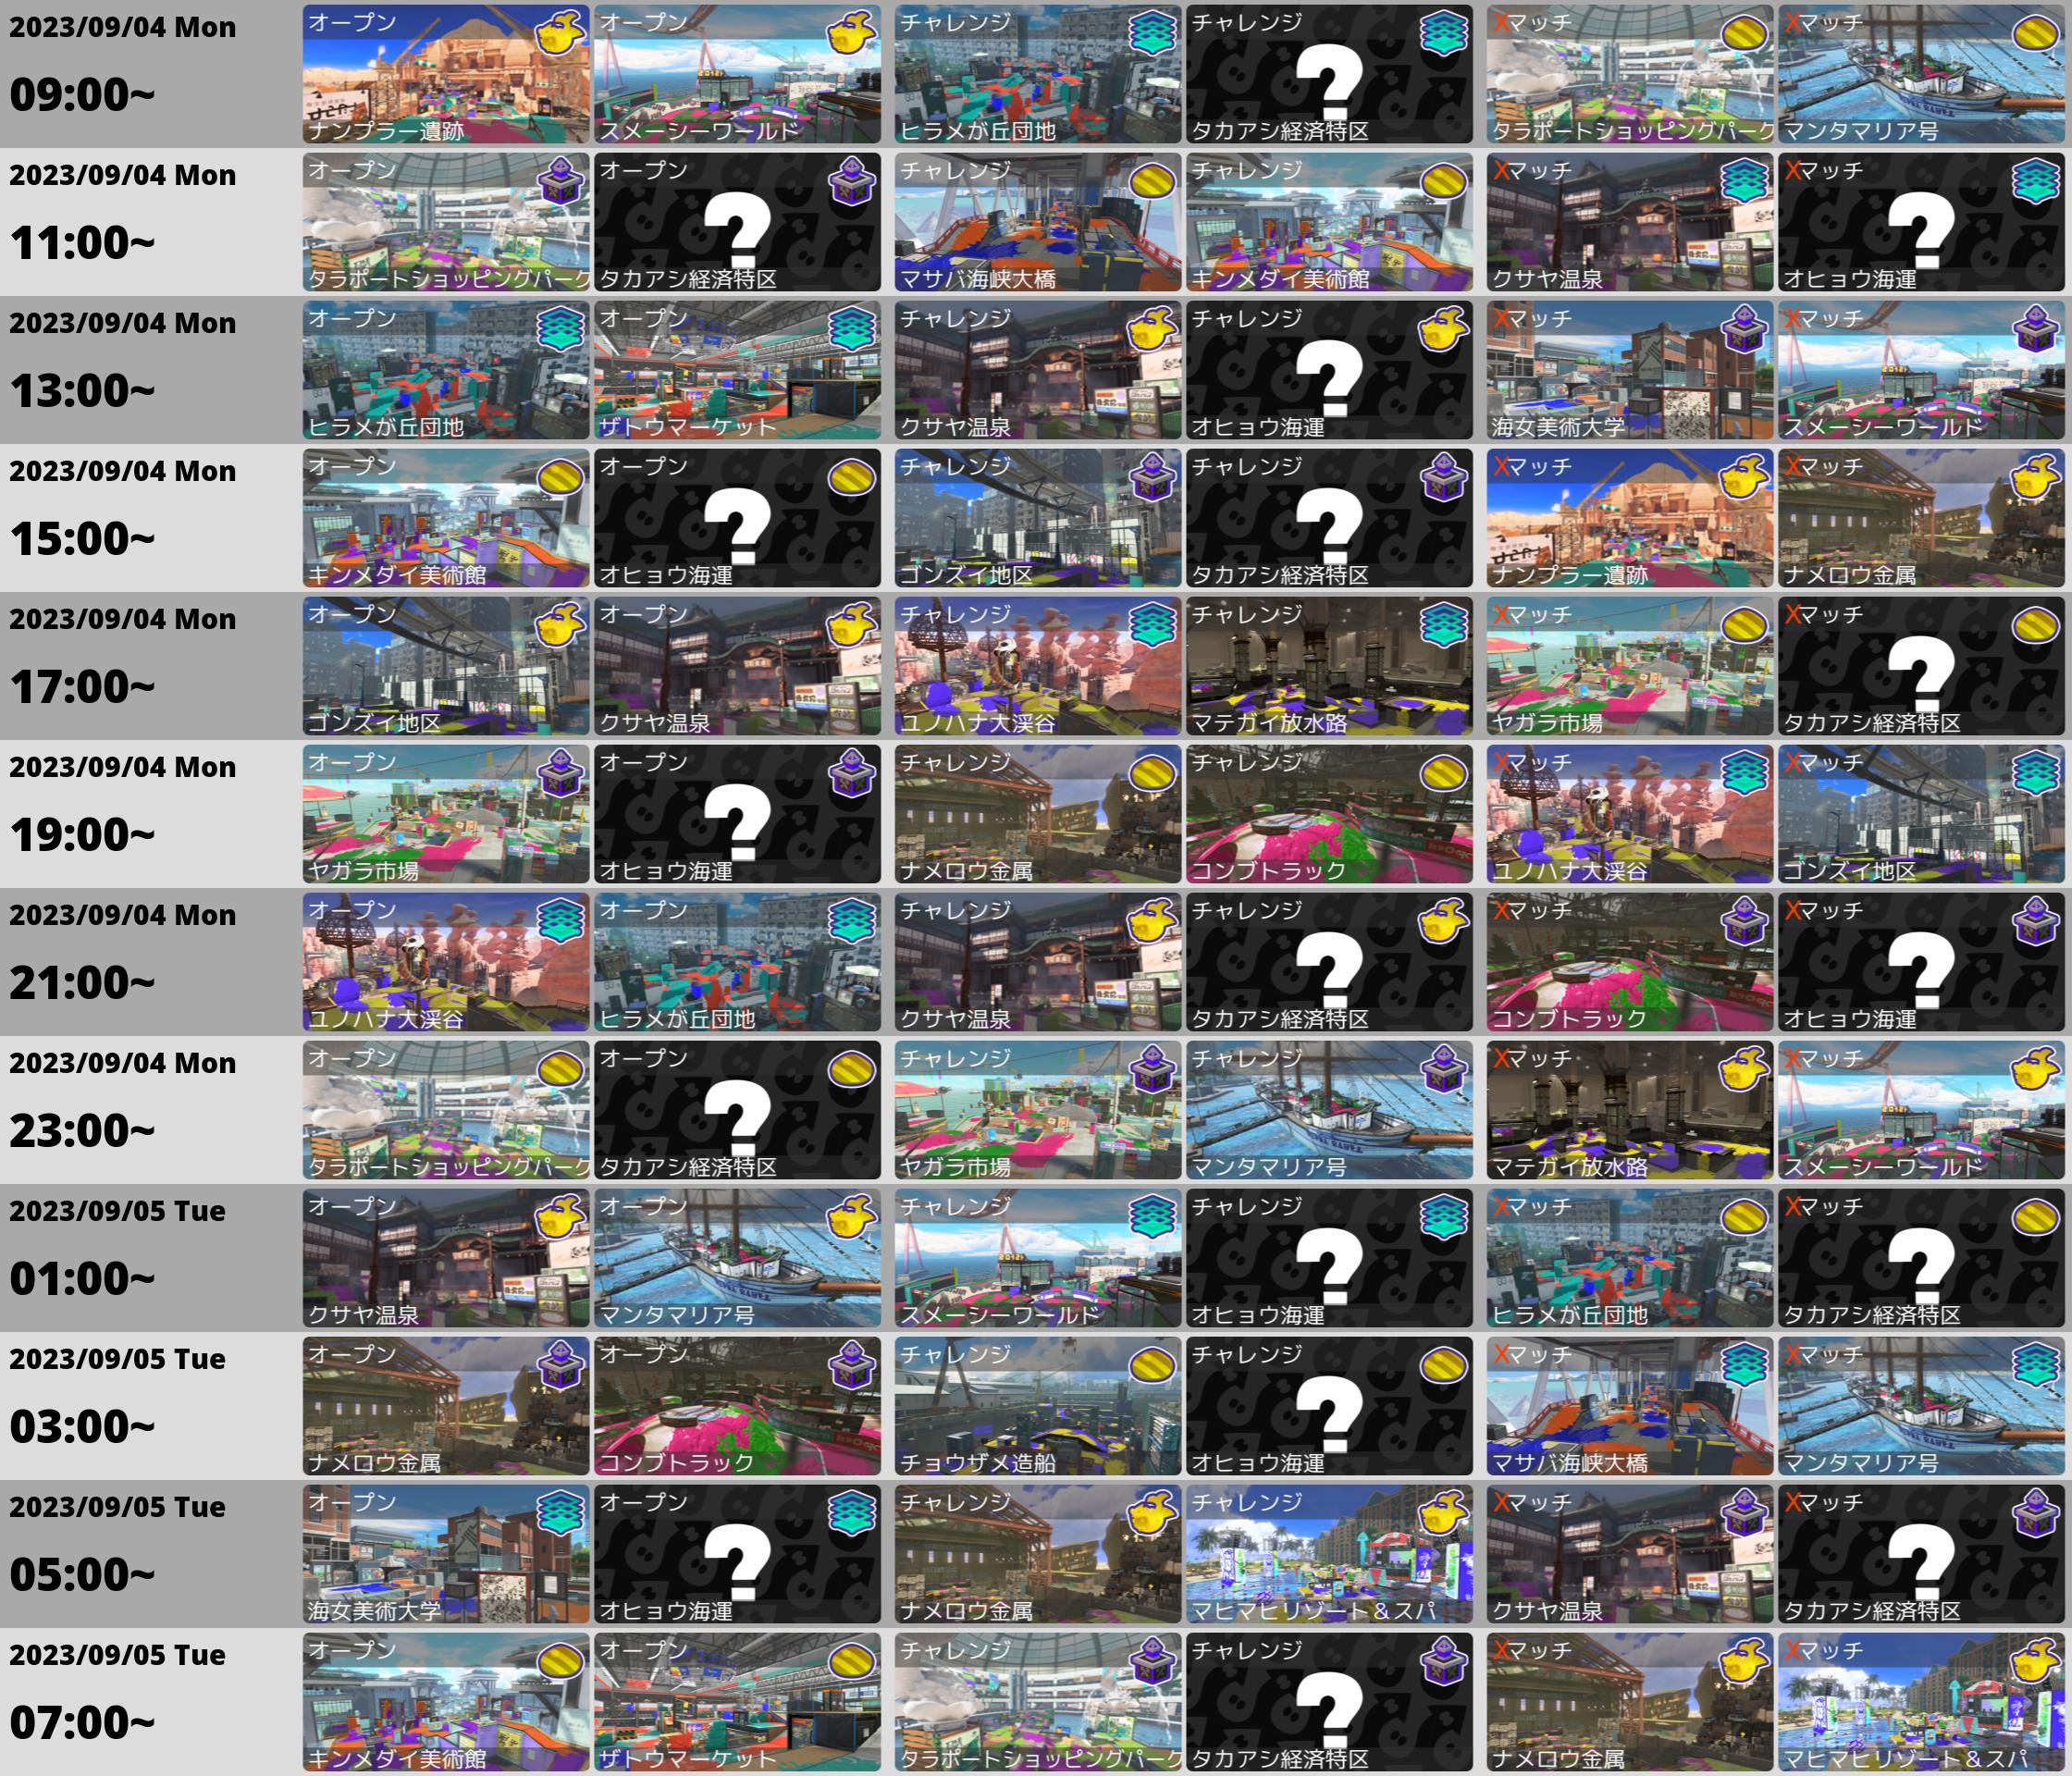 2023/09/04 Mon
09:00~
オープン
ナンプラー遺跡
オープン
スメーシーワールド
チャレンジ
ヒラメが丘団地
チャレンジ
タカアシ経済特区
Xマッチ
タラポートショッピングパーク
Xマッチ
マンタマリア号
2023/09/04 Mon
11:00~
オープン
タラポートショッピングパーク
オープン
タカアシ経済特区
チャレンジ
マサバ海峡大橋
チャレンジ
キンメダイ美術館
Xマッチ
クサヤ温泉
Xマッチ
オヒョウ海運
2023/09/04 Mon
13:00~
オープン
ヒラメが丘団地
オープン
ザトウマーケット
チャレンジ
クサヤ温泉
チャレンジ
オヒョウ海運
Xマッチ
海女美術大学
Xマッチ
スメーシーワールド
2023/09/04 Mon
15:00~
オープン
キンメダイ美術館
オープン
オヒョウ海運
チャレンジ
ゴンズイ地区
チャレンジ
タカアシ経済特区
Xマッチ
ナンプラー遺跡
Xマッチ
ナメロウ金属
2023/09/04 Mon
17:00~
オープン
ゴンズイ地区
オープン
クサヤ温泉
チャレンジ
ユノハナ大渓谷
チャレンジ
マテガイ放水路
Xマッチ
ヤガラ市場
Xマッチ
タカアシ経済特区
2023/09/04 Mon
19:00~
オープン
ヤガラ市場
オープン
オヒョウ海運
チャレンジ
ナメロウ金属
チャレンジ
コンブトラック
Xマッチ
ユノハナ大渓谷
Xマッチ
ゴンズイ地区
2023/09/04 Mon
21:00~
オープン
ユノハナ大渓谷
オープン
ヒラメが丘団地
チャレンジ
クサヤ温泉
チャレンジ
タカアシ経済特区
Xマッチ
コンブトラック
Xマッチ
オヒョウ海運
2023/09/04 Mon
23:00~
オープン
タラポートショッピングパーク
オープン
タカアシ経済特区
チャレンジ
ヤガラ市場
チャレンジ
マンタマリア号
Xマッチ
マテガイ放水路
Xマッチ
スメーシーワールド
2023/09/05 Tue
01:00~
オープン
クサヤ温泉
オープン
マンタマリア号
チャレンジ
スメーシーワールド
チャレンジ
オヒョウ海運
Xマッチ
ヒラメが丘団地
Xマッチ
タカアシ経済特区
2023/09/05 Tue
03:00~
オープン
ナメロウ金属
オープン
コンブトラック
チャレンジ
チョウザメ造船
チャレンジ
オヒョウ海運
Xマッチ
マサバ海峡大橋
Xマッチ
マンタマリア号
2023/09/05 Tue
05:00~
オープン
海女美術大学
オープン
オヒョウ海運
チャレンジ
ナメロウ金属
チャレンジ
マヒマヒリゾート＆スパ
Xマッチ
クサヤ温泉
Xマッチ
タカアシ経済特区
2023/09/05 Tue
07:00~
オープン
キンメダイ美術館
オープン
ザトウマーケット
チャレンジ
タラポートショッピングパーク
チャレンジ
タカアシ経済特区
Xマッチ
ナメロウ金属
Xマッチ
マヒマヒリゾート＆スパ